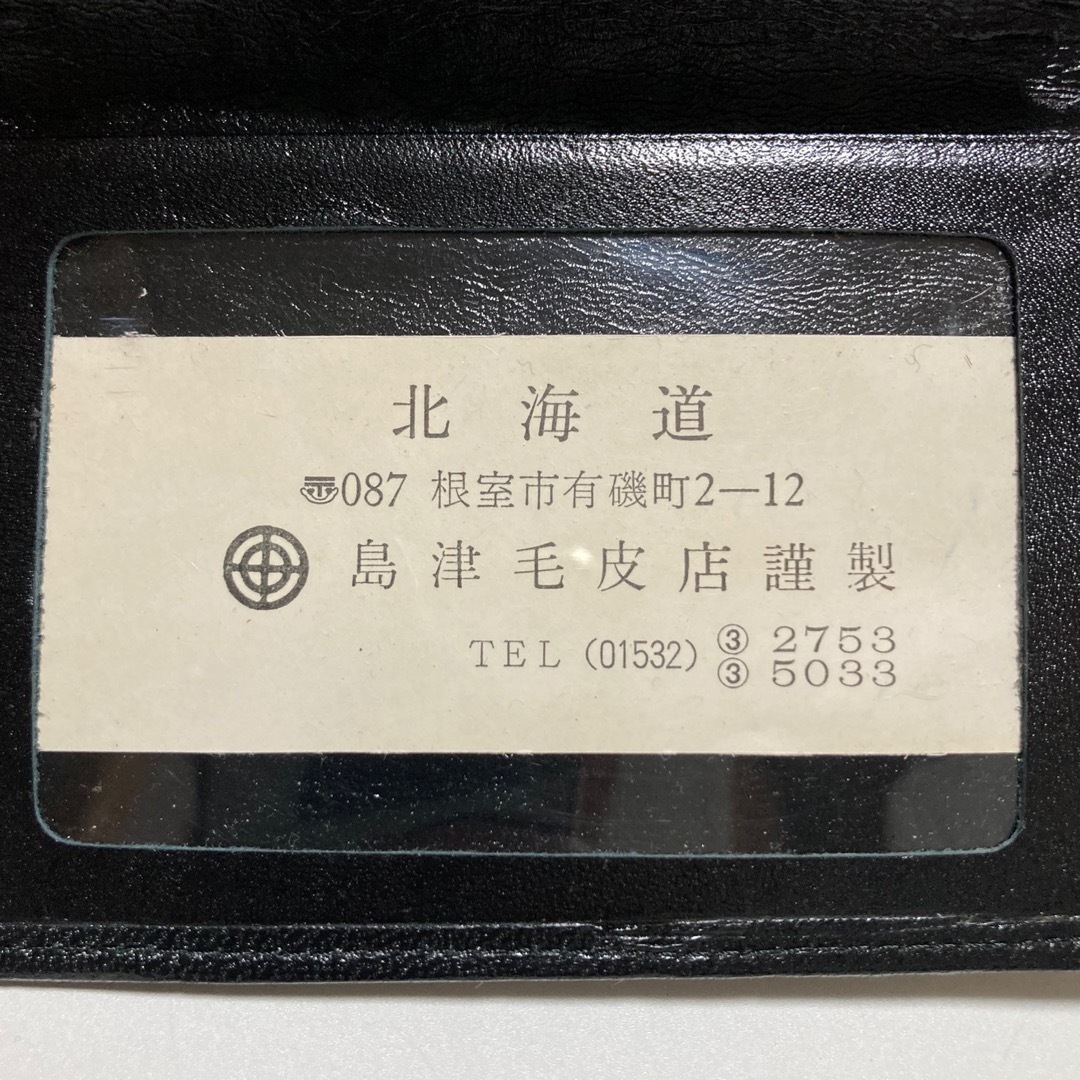 北海道
〠087 根室市有磯町2—12
島津毛皮店謹製
TEL (01532) ③ 2753
③ 5033